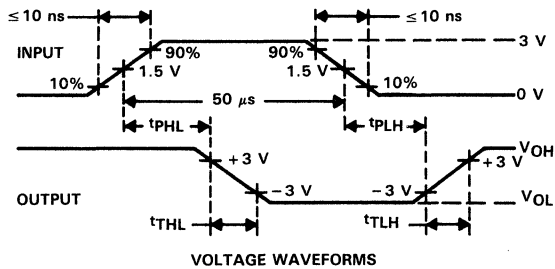 ≤10 ns
≤10 ns
INPUT
90%
90%
3 V
10%
1.5 V
1.5 V
10%
0 V
50 μs
tPHL
tPLH
VOH
+3 V
+3 V
OUTPUT
−3 V
−3 V
VOL
tTHL
tTLH
VOLTAGE WAVEFORMS